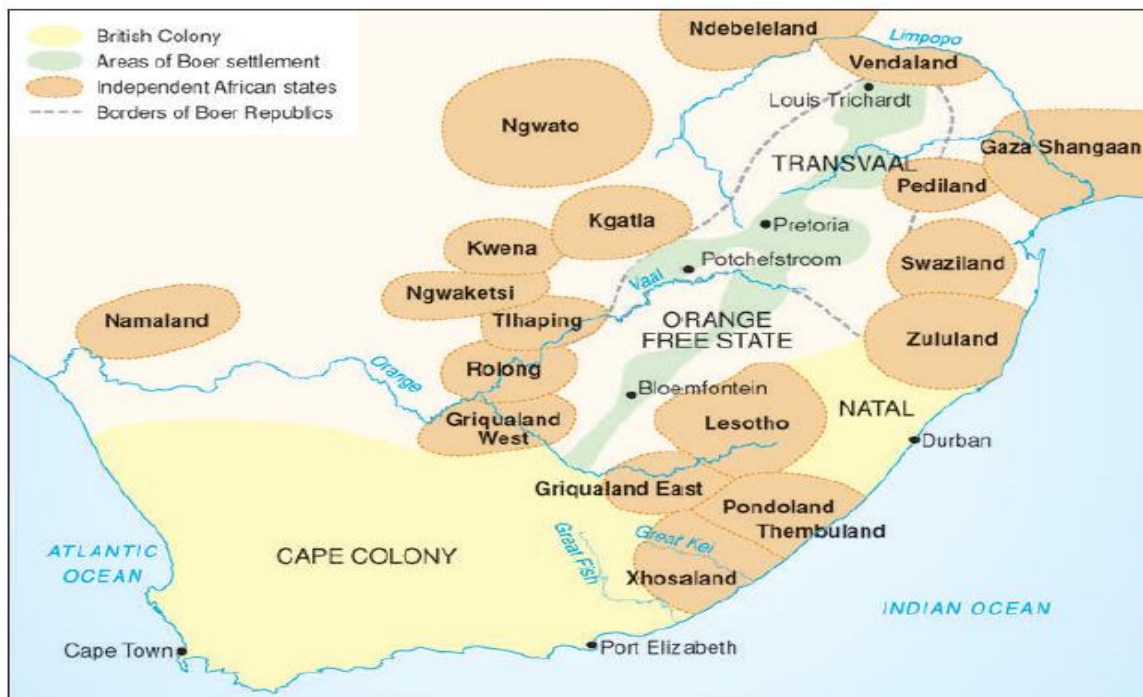 British Colony
Areas of Boer settlement
Independent African states
Borders of Boer Republics
Ndebeleland
Limpopo
Vendaland
Louis Trichardt
Ngwato
Gaza Shangaan
TRANSVAAL
Pediland
Kgatla
Pretoria
Kwena
Potchefstroom
Swaziland
Ngwaketsi
Vaal
Namaland
Tlhaping
ORANGE
FREE STATE
Zululand
Orange
Rolong
Bloemfontein
NATAL
Griqualand
West
Lesotho
Durban
Griqualand East
Pondoland
Thembuland
Great Kei
Great Fish
ATLANTIC
OCEAN
CAPE COLONY
Xhosaland
INDIAN OCEAN
Cape Town
Port Elizabeth